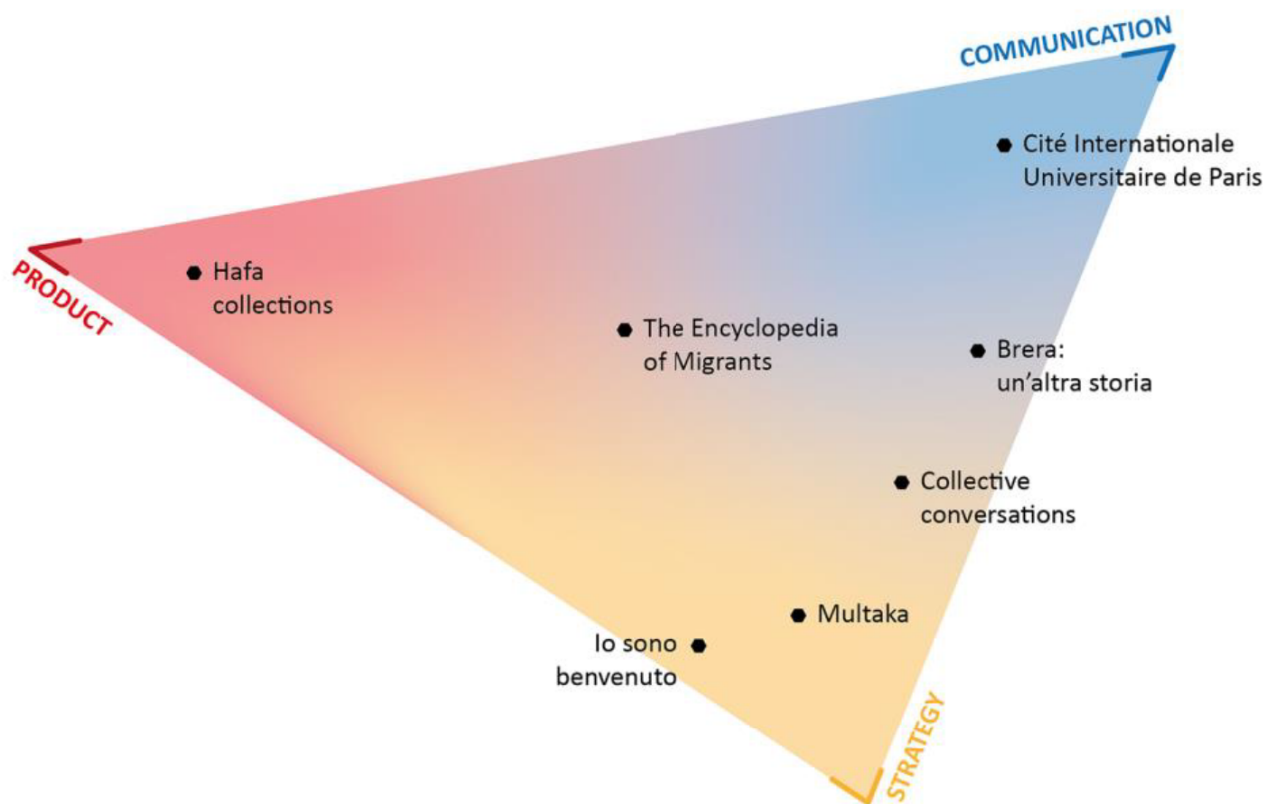 COMMUNICATION
Cité Internationale
Universitaire de Paris
PRODUCT
Hafa
collections
The Encyclopedia
of Migrants
Brera:
un'altra storia
Collective
conversations
Multaka
Io sono
benvenuto
STRATEGY